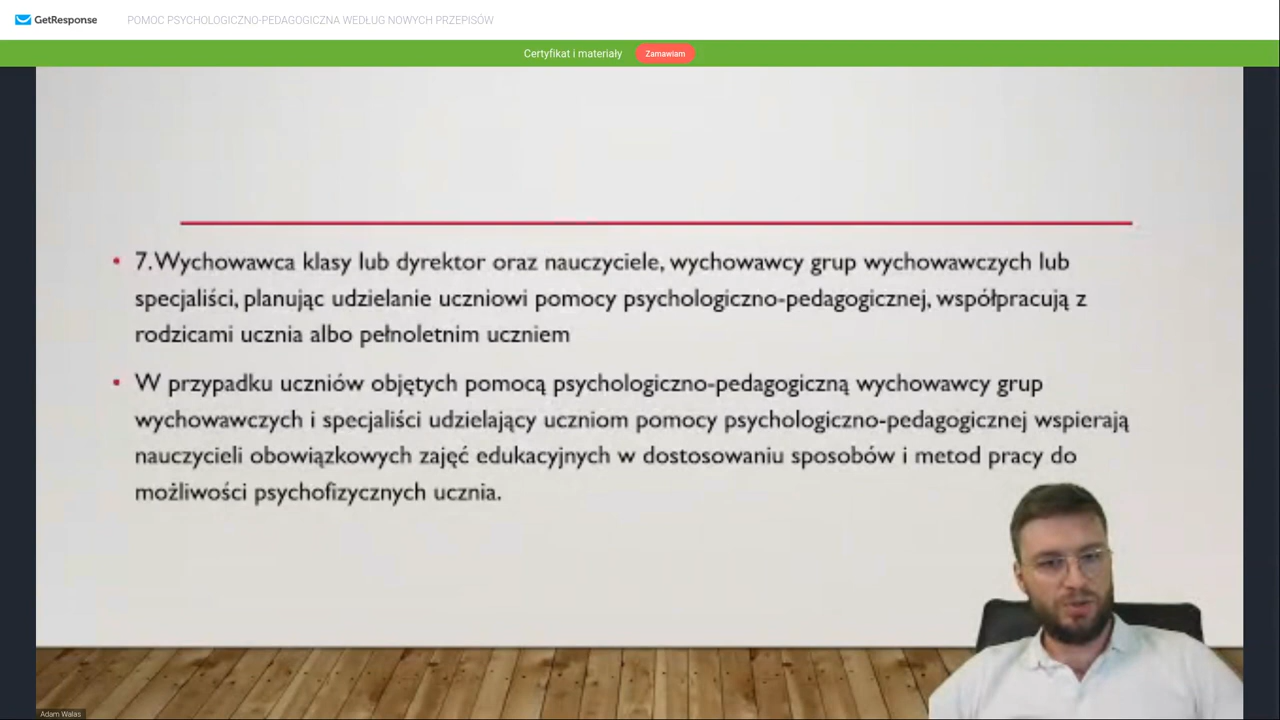 GetResponse
POMOC PSYCHOLOGICZNO-PEDAGOGICZNA WEDŁUG NOWYCH PRZEPISÓW
Certyfikat i materiały
Zamawiam
• 7.Wychowawca klasy lub dyrektor oraz nauczyciele, wychowawcy grup wychowawczych lub
specjaliści, planując udzielanie uczniowi pomocy psychologiczno-pedagogicznej, współpracują z
rodzicami ucznia albo pełnoletnim uczniem
• W przypadku uczniów objętych pomocą psychologiczno-pedagogiczną wychowawcy grup
wychowawczych i specjaliści udzielający uczniom pomocy psychologiczno-pedagogicznej wspierają
nauczycieli obowiązkowych zajęć edukacyjnych w dostosowaniu sposobów i metod pracy do
możliwości psychofizycznych ucznia.
Adam Walas